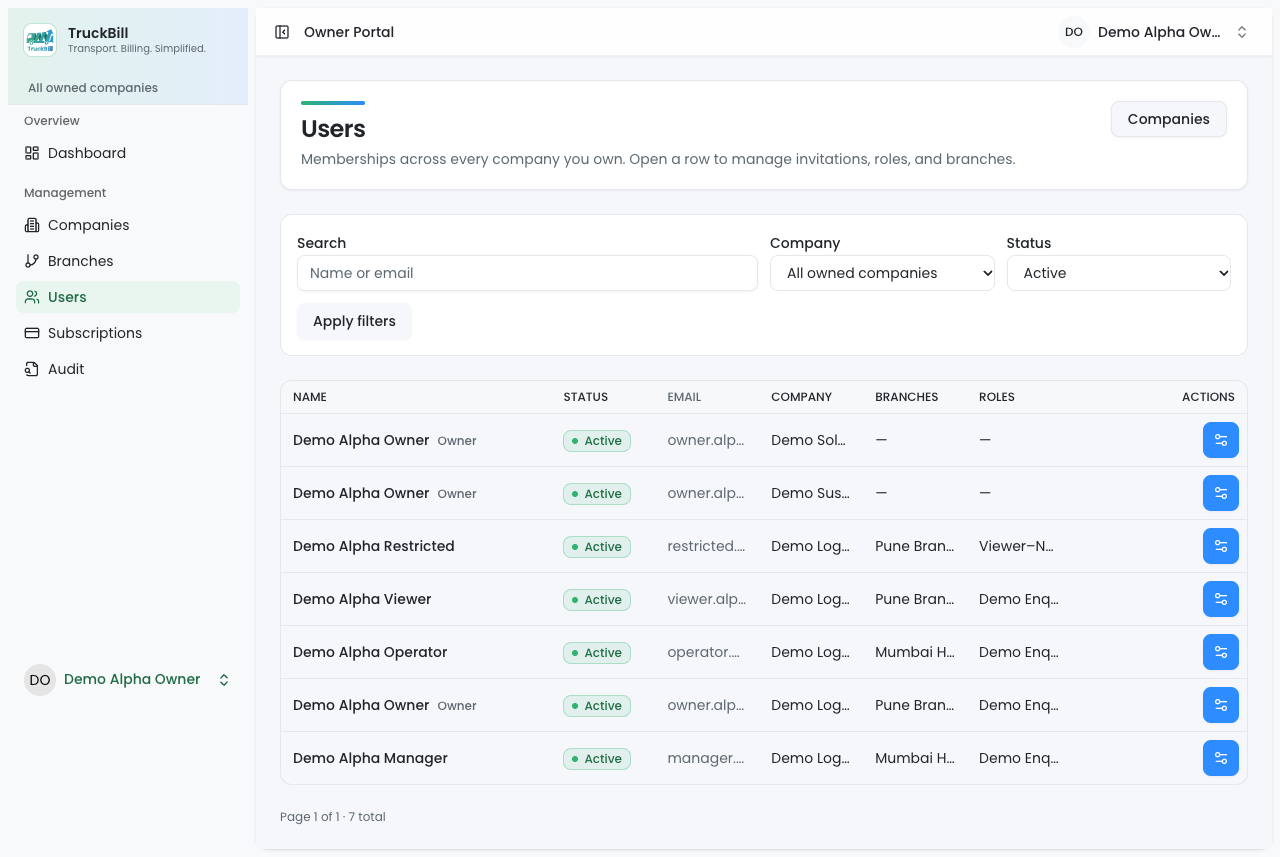 TruckBill
Transport. Billing. Simplified.
All owned companies
Overview
Dashboard
Management
Companies
Branches
Users
Subscriptions
Audit
DO Demo Alpha Owner
Owner Portal
DO Demo Alpha Ow...
Users
Companies
Memberships across every company you own. Open a row to manage invitations, roles, and branches.
Search Company Status
Name or email All owned companies Active
Apply filters
NAME STATUS EMAIL COMPANY BRANCHES ROLES ACTIONS
Demo Alpha Owner Owner Active owner.alp... Demo Sol... — —
Demo Alpha Owner Owner Active owner.alp... Demo Sus... — —
Demo Alpha Restricted Active restricted.... Demo Log... Pune Bran... Viewer–N...
Demo Alpha Viewer Active viewer.alp... Demo Log... Pune Bran... Demo Enq...
Demo Alpha Operator Active operator.... Demo Log... Mumbai H... Demo Enq...
Demo Alpha Owner Owner Active owner.alp... Demo Log... Pune Bran... Demo Enq...
Demo Alpha Manager Active manager.... Demo Log... Mumbai H... Demo Enq...
Page 1 of 1 · 7 total